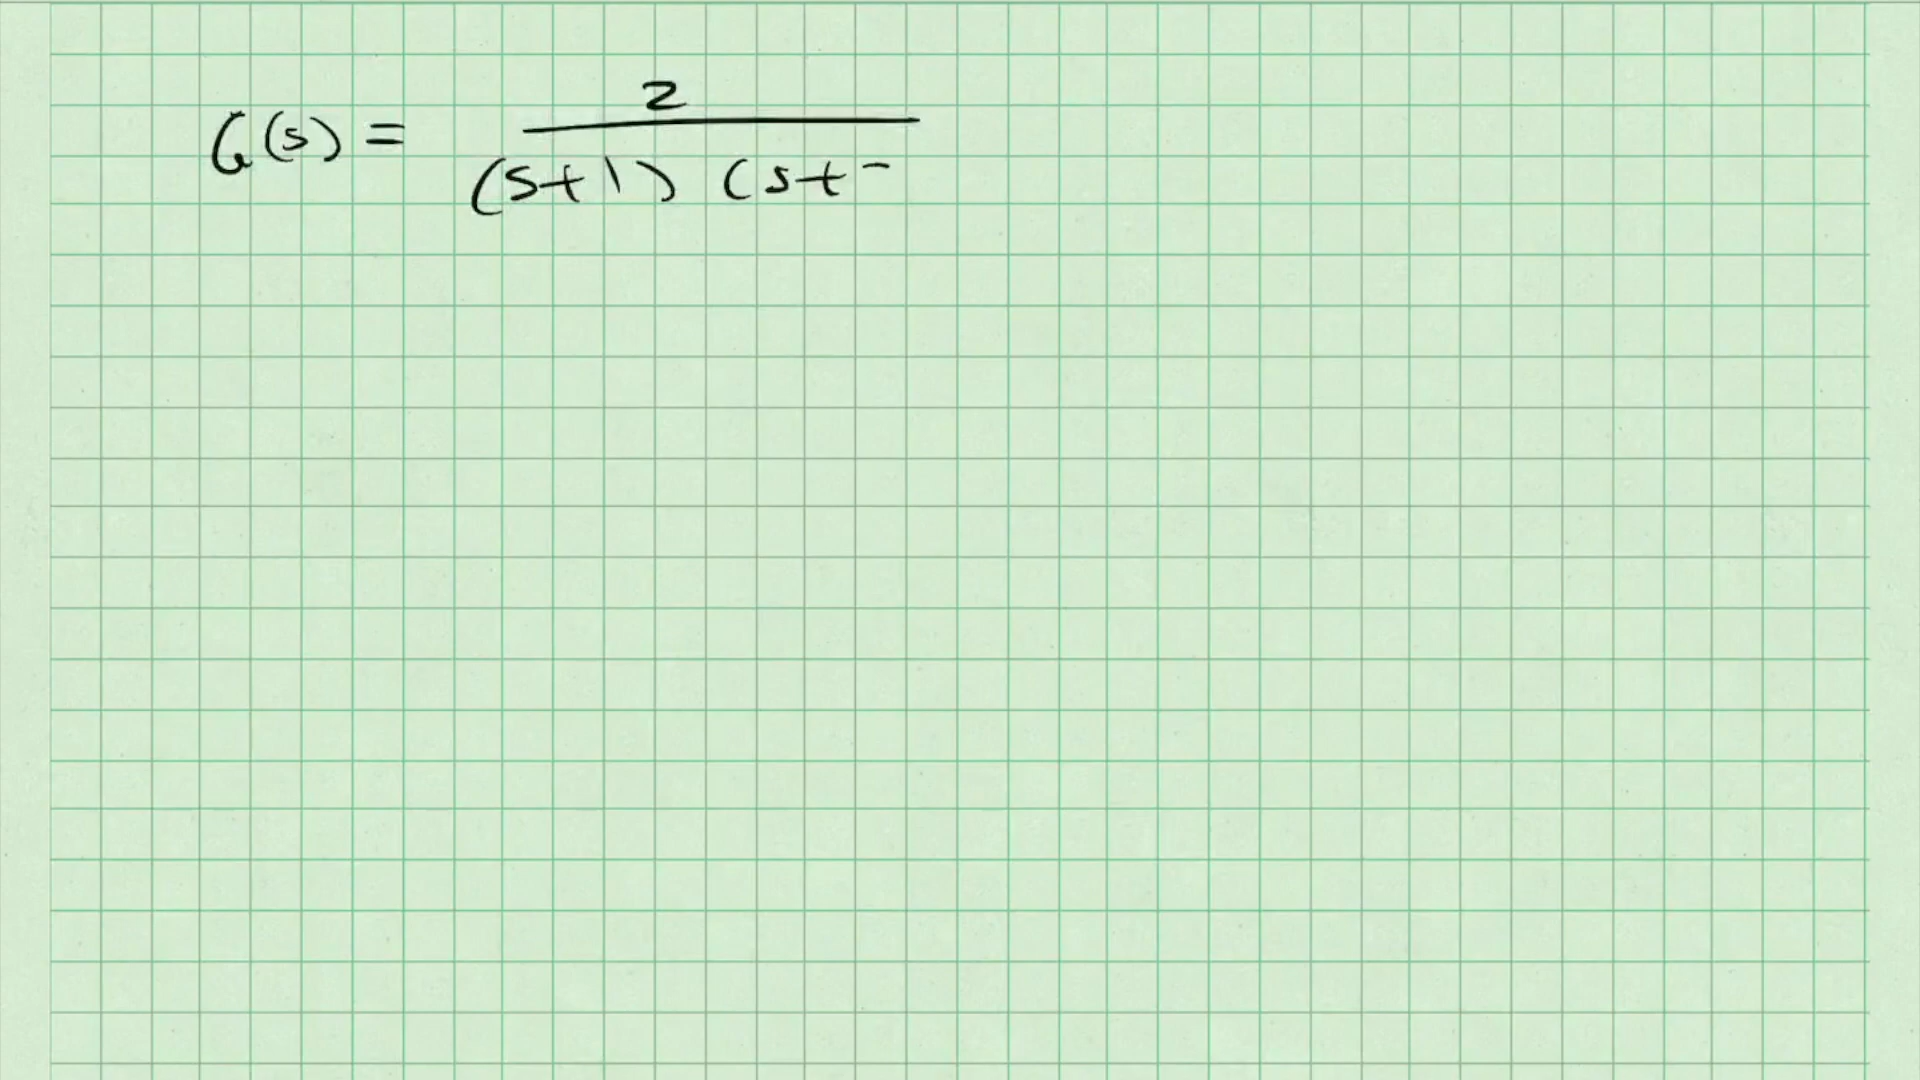 G(s) = 2 / (s+1) (s+